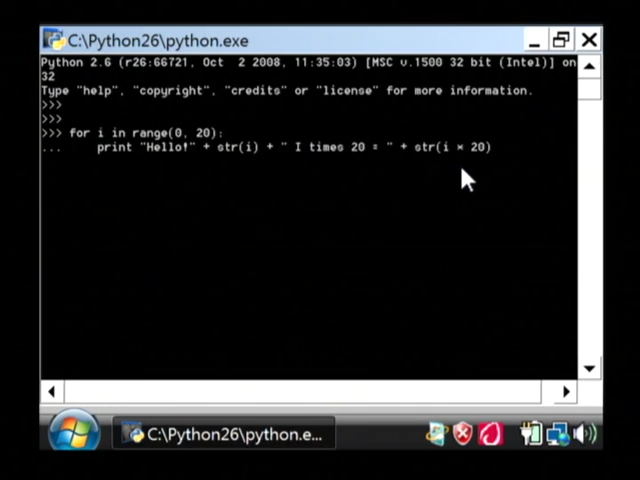 C:\Python26\python.exe
Python 2.6 (r26:66721, Oct  2 2008, 11:35:03) [MSC v.1500 32 bit (Intel)] on
32
Type "help", "copyright", "credits" or "license" for more information.
>>>
>>>
>>> for i in range(0, 20):
...     print "Hello!" + str(i) + " I times 20 = " + str(i * 20)
C:\Python26\python.e...